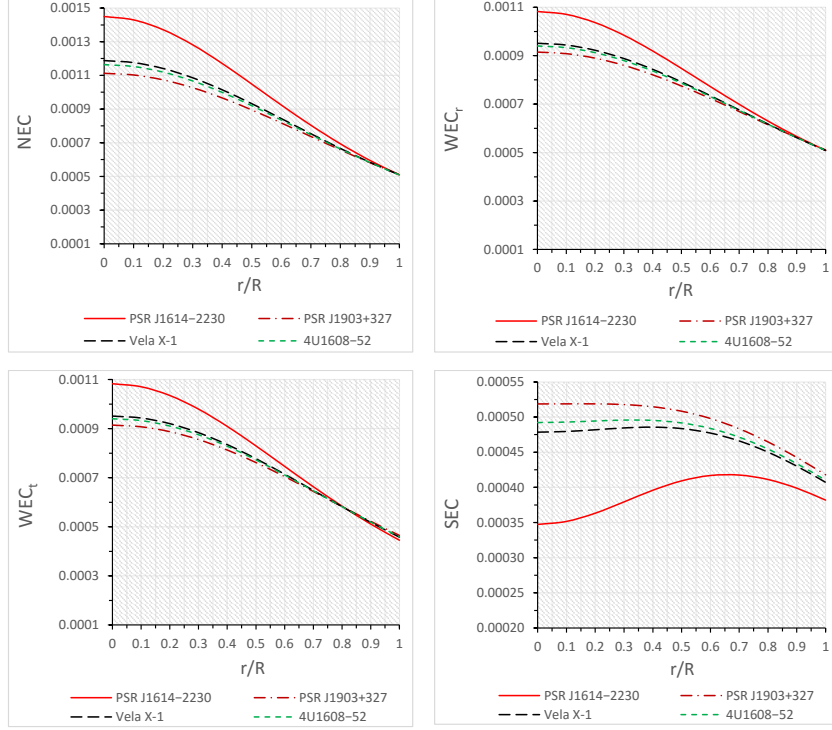 0.0015
0.0013
0.0011
0.0009
0.0007
0.0005
0.0003
0.0001
NEC
0 0.1 0.2 0.3 0.4 0.5 0.6 0.7 0.8 0.9 1
r/R
PSR J1614−2230 PSR J1903+327
Vela X-1 4U1608−52
0.0011
0.0009
0.0007
0.0005
0.0003
0.0001
WECr
0 0.1 0.2 0.3 0.4 0.5 0.6 0.7 0.8 0.9 1
r/R
PSR J1614−2230 PSR J1903+327
Vela X-1 4U1608−52
0.0011
0.0009
0.0007
0.0005
0.0003
0.0001
WECt
0 0.1 0.2 0.3 0.4 0.5 0.6 0.7 0.8 0.9 1
r/R
PSR J1614−2230 PSR J1903+327
Vela X-1 4U1608−52
0.00055
0.00050
0.00045
0.00040
0.00035
0.00030
0.00025
0.00020
SEC
0 0.1 0.2 0.3 0.4 0.5 0.6 0.7 0.8 0.9 1
r/R
PSR J1614−2230 PSR J1903+327
Vela X-1 4U1608−52